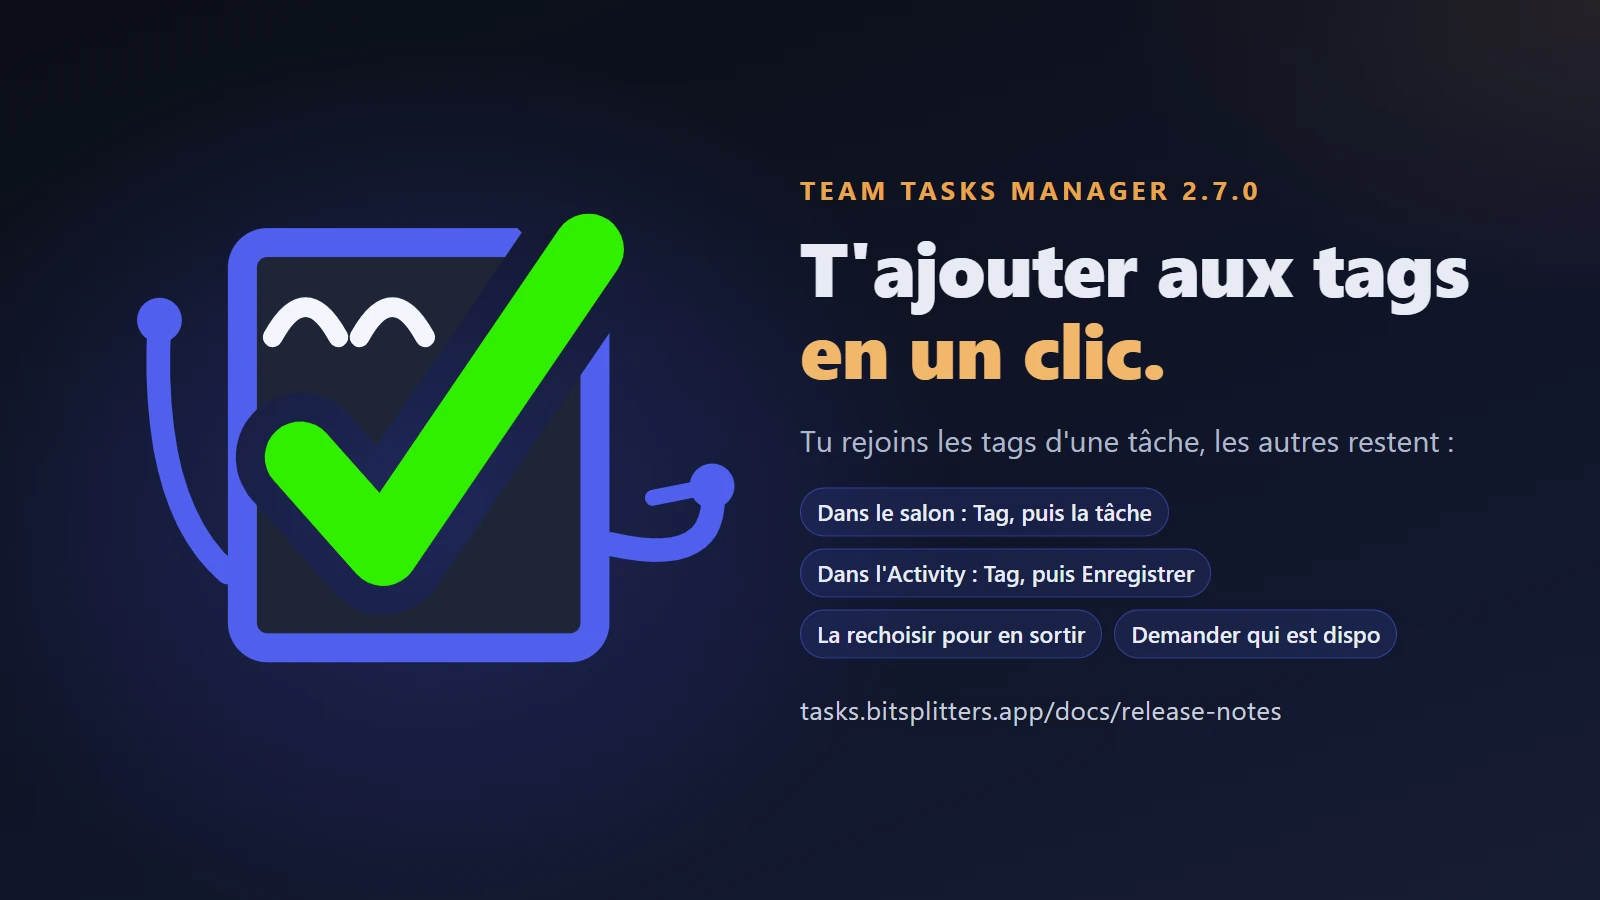 TEAM TASKS MANAGER 2.7.0
T'ajouter aux tags
en un clic.
Tu rejoins les tags d'une tâche, les autres restent :
Dans le salon : Tag, puis la tâche
Dans l'Activity : Tag, puis Enregistrer
La rechoisir pour en sortir
Demander qui est dispo
tasks.bitsplitters.app/docs/release-notes